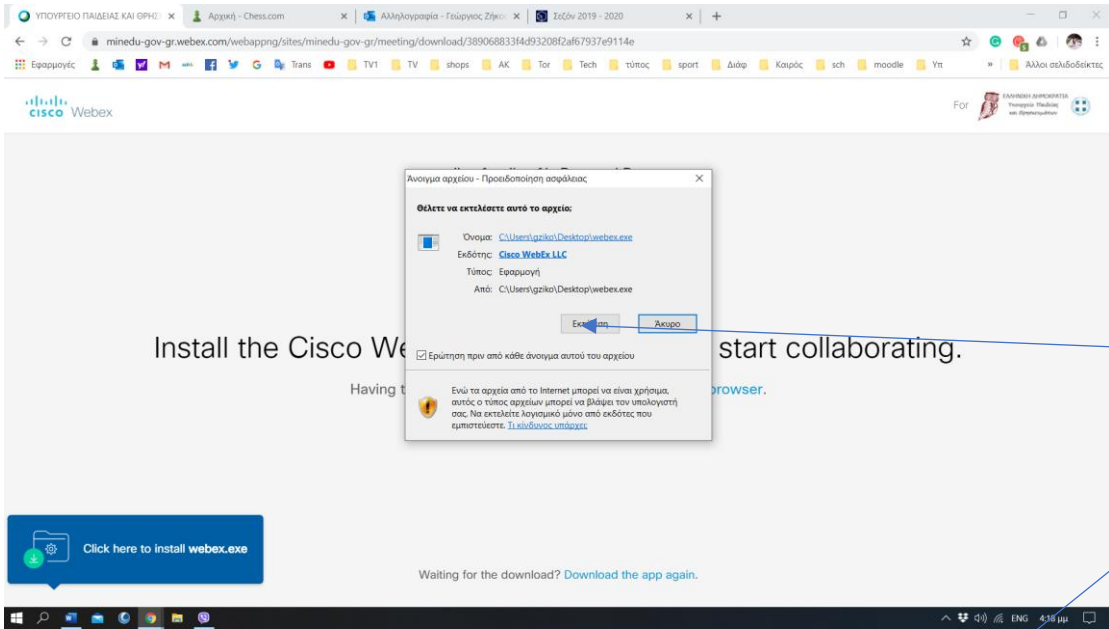 ΥΠΟΥΡΓΕΙΟ ΠΑΙΔΕΙΑΣ ΚΑΙ ΘΡΗΣ
Αρχική - Chess.com
Αλληλογραφία - Γεώργιος Ζήκο
Σεζόν 2019 - 2020
minedu-gov-gr.webex.com/webappng/sites/minedu-gov-gr/meeting/download/389068833f4d93208f2af67937e9114e
Εφαρμογές Trans TV1 TV shops AK Tor Tech τύπος sport Διάφ Καιρός sch moodle Υπ » Άλλοι σελιδοδείκτες
cisco Webex
For
ΕΛΛΗΝΙΚΗ ΔΗΜΟΚΡΑΤΙΑ
Υπουργείο Παιδείας
και Θρησκευμάτων
Άνοιγμα αρχείου - Προειδοποίηση ασφάλειας
Θέλετε να εκτελέσετε αυτό το αρχείο;
Όνομα: C:\Users\gziko\Desktop\webex.exe
Εκδότης: Cisco WebEx LLC
Τύπος: Εφαρμογή
Από: C:\Users\gziko\Desktop\webex.exe
Άκυρο
Install the Cisco We start collaborating.
Ερώτηση πριν από κάθε άνοιγμα αυτού του αρχείου
Having t browser.
Ενώ τα αρχεία από το Internet μπορεί να είναι χρήσιμα,
αυτός ο τύπος αρχείων μπορεί να βλάψει τον υπολογιστή
σας. Να εκτελείτε λογισμικό μόνο από εκδότες που
εμπιστεύεστε. Τι κίνδυνος υπάρχει;
Click here to install webex.exe
Waiting for the download? Download the app again.
ENG 4:18 μμ